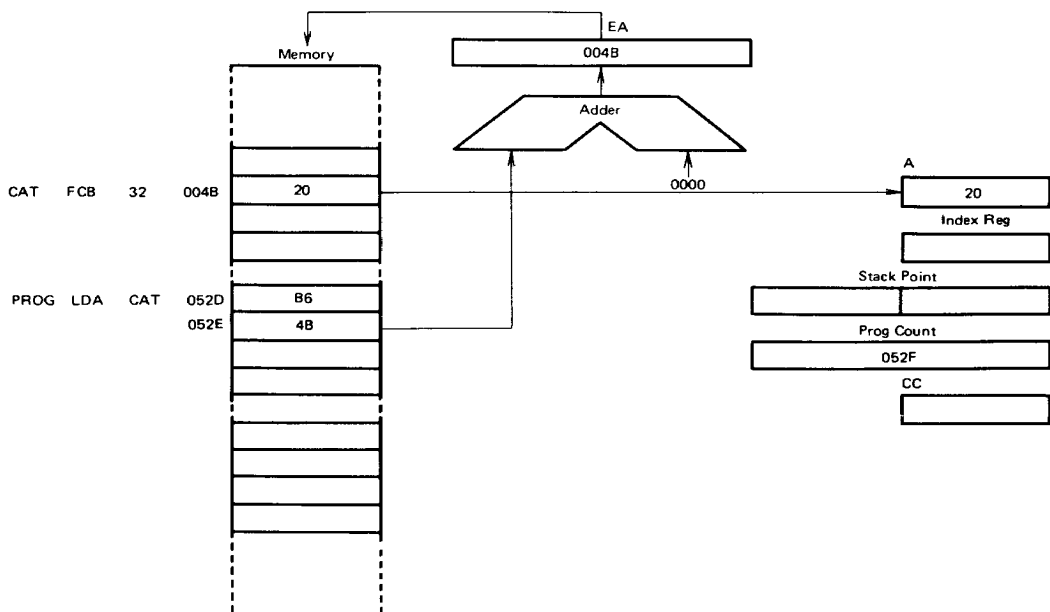 EA
Memory
004B
Adder
A
CAT FCB 32 004B 20 0000 20
Index Reg
Stack Point
PROG LDA CAT 052D B6
052E 4B
Prog Count
052F
CC